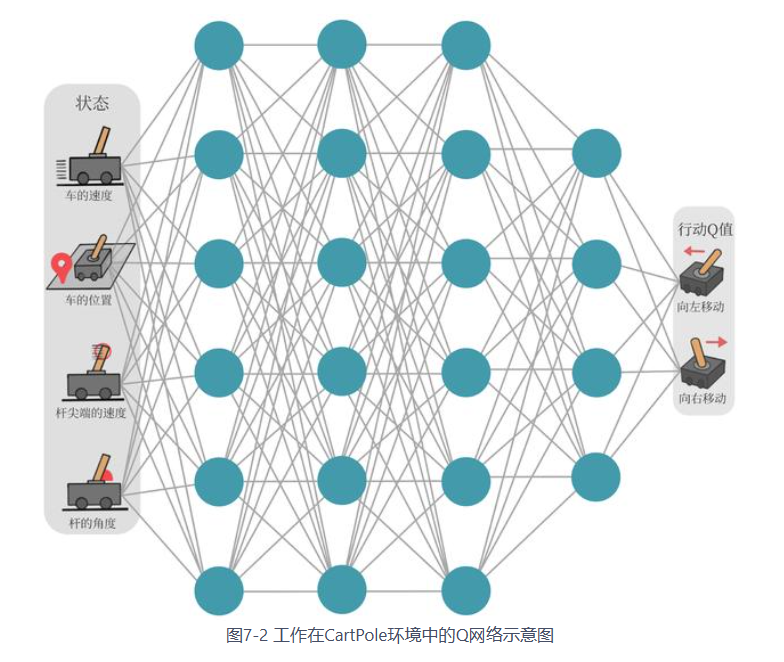 状态
车的速度
车的位置
杆尖端的速度
杆的角度
行动Q值
向左移动
向右移动
图7-2 工作在CartPole环境中的Q网络示意图